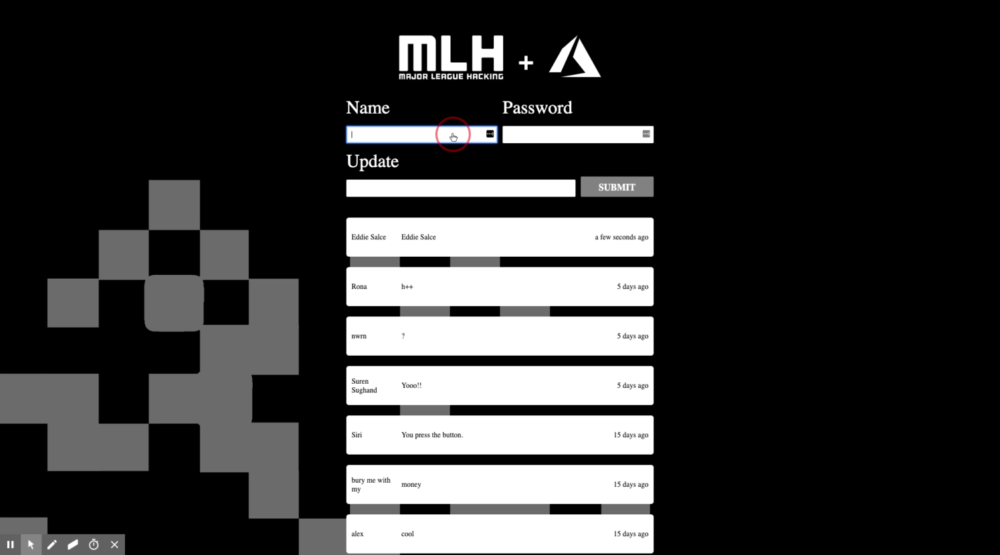 MLH +
MAJOR LEAGUE HACKING
Name Password
Update
SUBMIT
Eddie Salce Eddie Salce a few seconds ago
Rona h++ 5 days ago
nwrn ? 5 days ago
Suren
Sughand Yooo!! 5 days ago
Siri You press the button. 15 days ago
bury me with
my money 15 days ago
alex cool 15 days ago